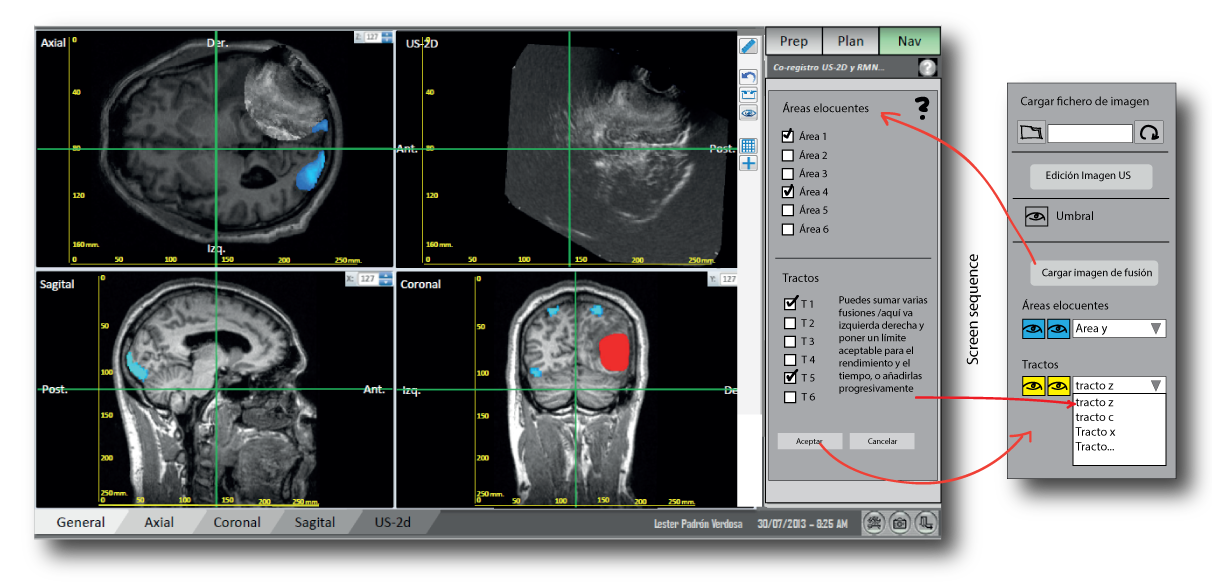 Axial
Der.
Z: 127
0
40
80
120
160 mm.
0 50 100 150 200 250 mm.
Izq.
US-2D
0
40
Ant.
80
Post.
120
160 mm.
0 50 100 150 200 250 mm.
Sagital
X: 127
0
50
100
Post.
Ant.
150
200
250 mm.
0 50 100 150 200 250 mm.
Coronal
Y: 127
0
50
100
Izq.
De
150
200
250 mm.
0 50 100 150 200 250 mm.
General Axial Coronal Sagital US-2d
Lester Padrón Verdosa 30/07/2013 – 8:25 AM
Prep Plan Nav
Co-registro US-2D y RMN...
?
Áreas elocuentes
?
Área 1
Área 2
Área 3
Área 4
Área 5
Área 6
Tractos
T 1
T 2
T 3
T 4
T 5
T 6
Puedes sumar varias
fusiones /aquí va
izquierda derecha y
poner un límite
aceptable para el
rendimiento y el
tiempo, o añadirlas
progresivamente
Aceptar Cancelar
Screen sequence
Cargar fichero de imagen
Edición Imagen US
Umbral
Cargar imagen de fusión
Áreas elocuentes
Area y
Tractos
tracto z
tracto z
tracto c
Tracto x
Tracto...